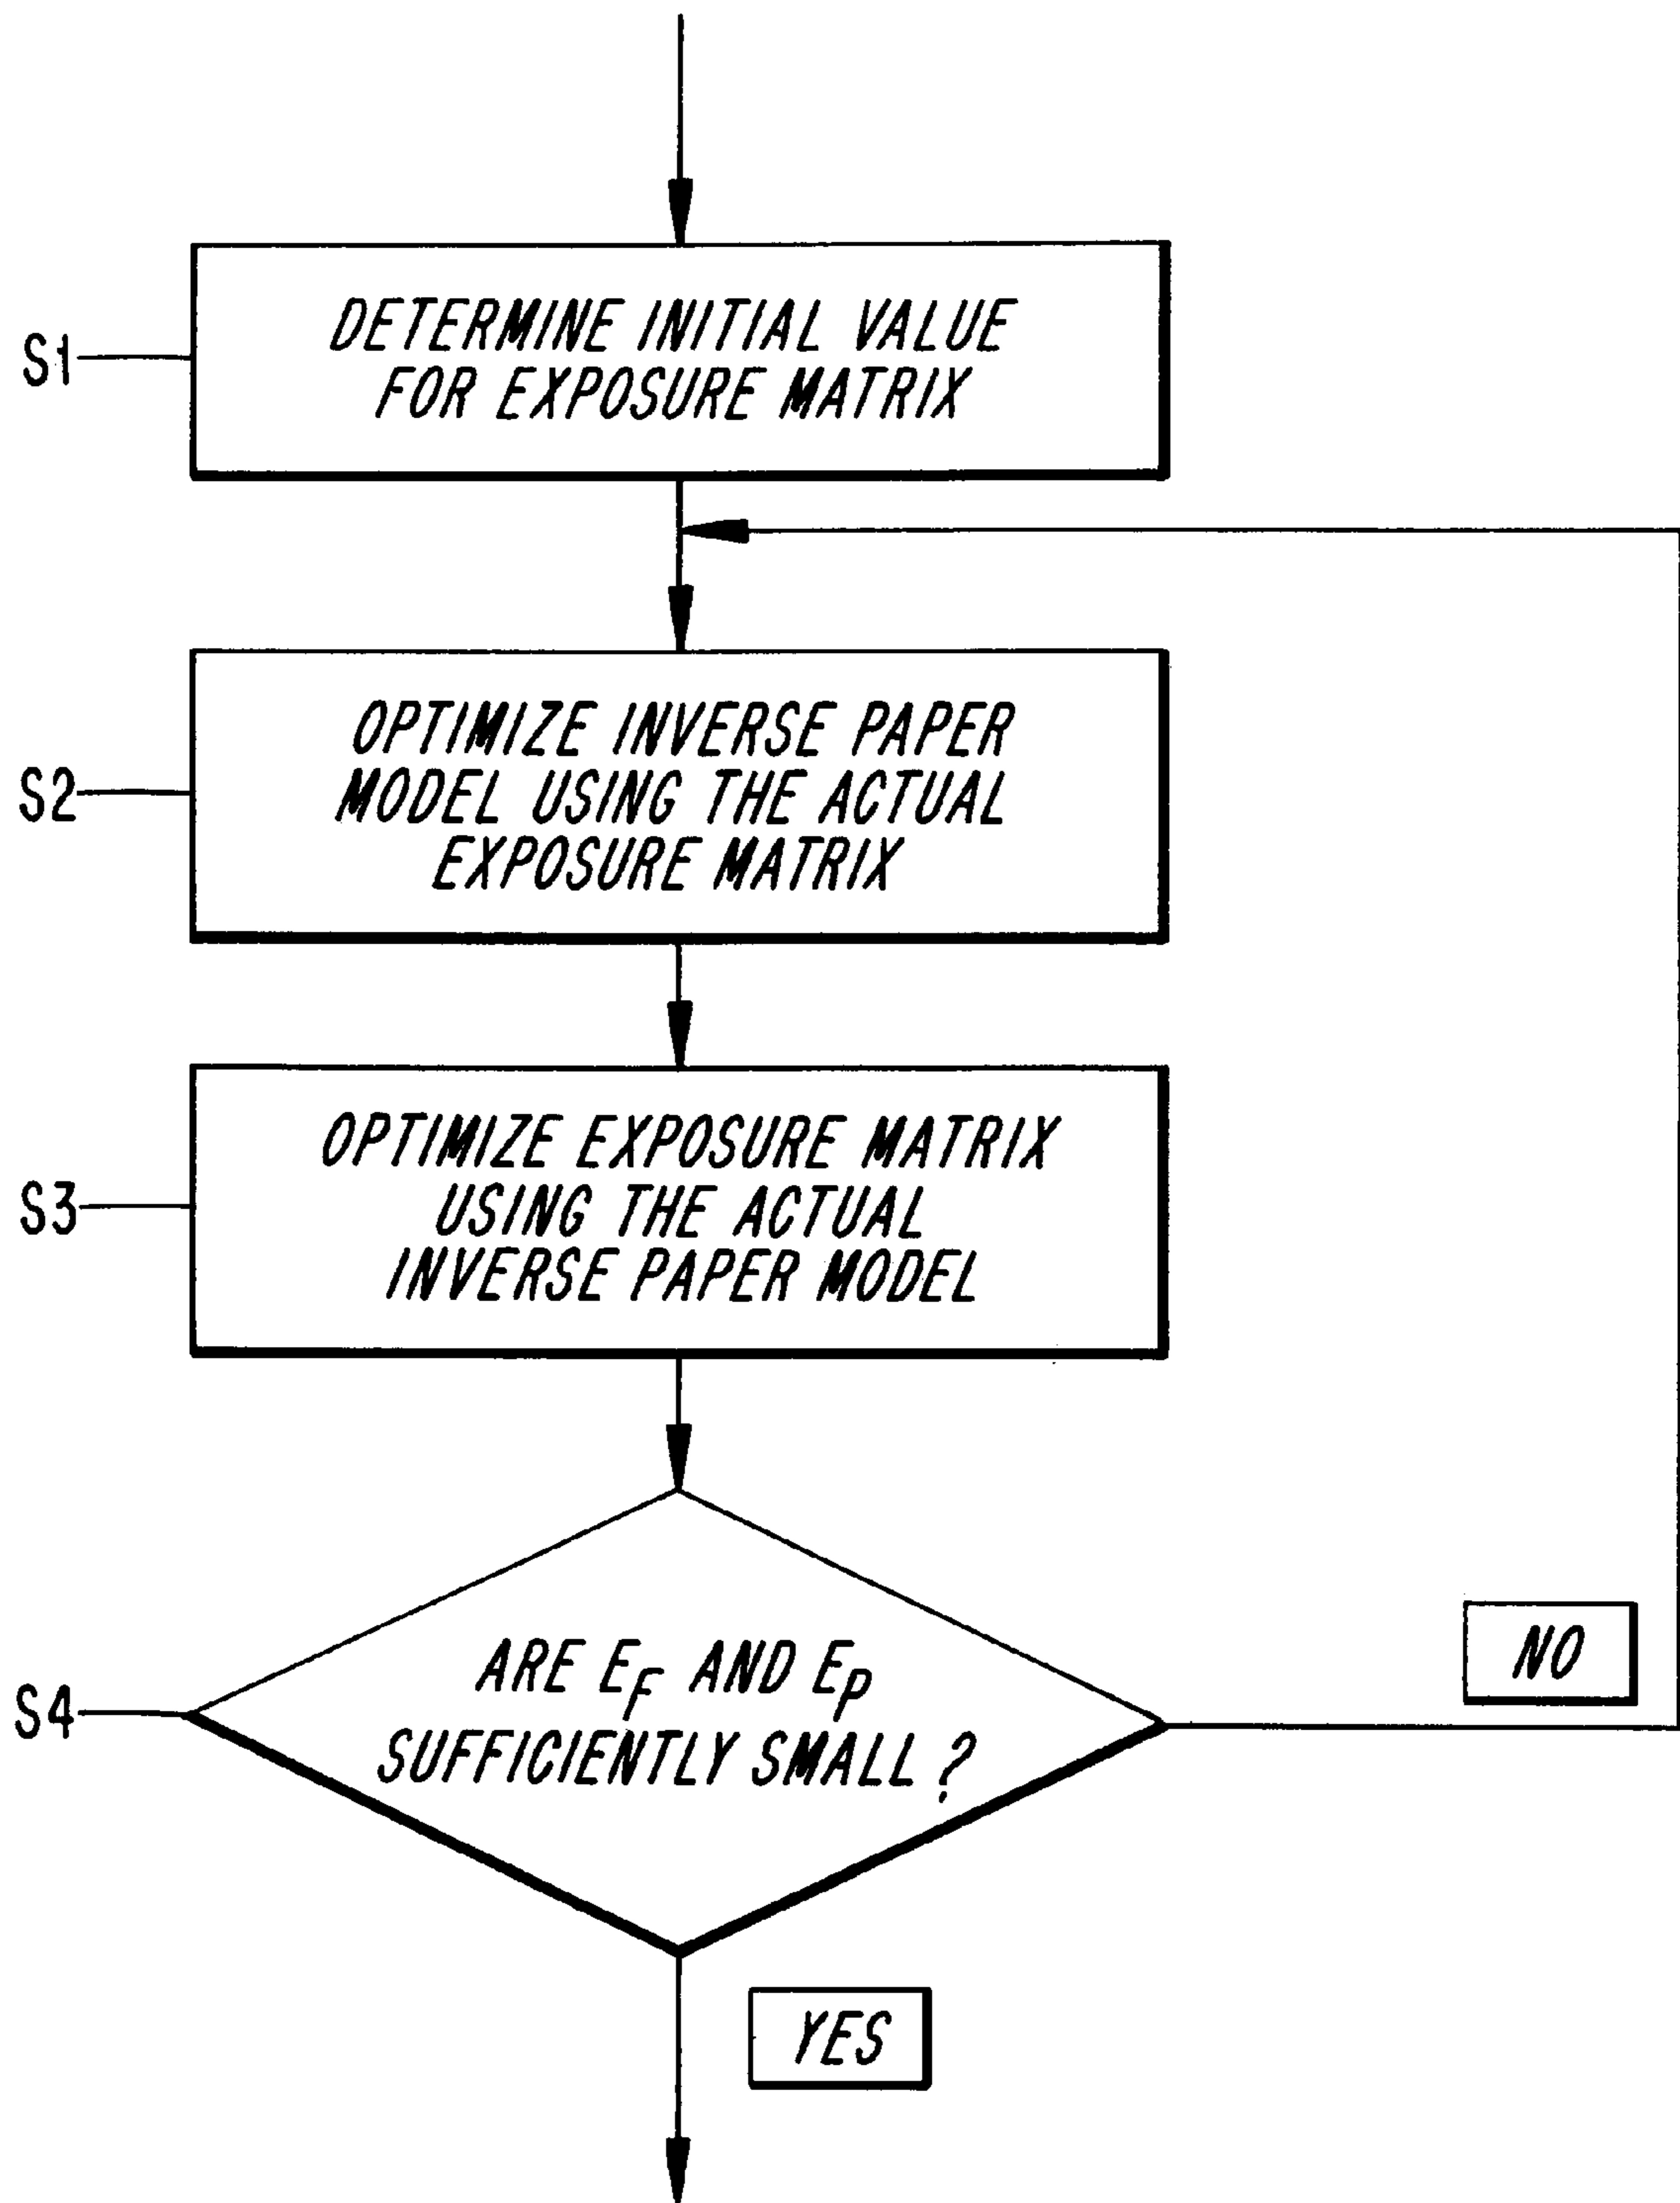 S1
DETERMINE INITIAL VALUE
FOR EXPOSURE MATRIX
S2
OPTIMIZE INVERSE PAPER
MODEL USING THE ACTUAL
EXPOSURE MATRIX
S3
OPTIMIZE EXPOSURE MATRIX
USING THE ACTUAL
INVERSE PAPER MODEL
S4
ARE EF AND EP
SUFFICIENTLY SMALL?
NO
YES